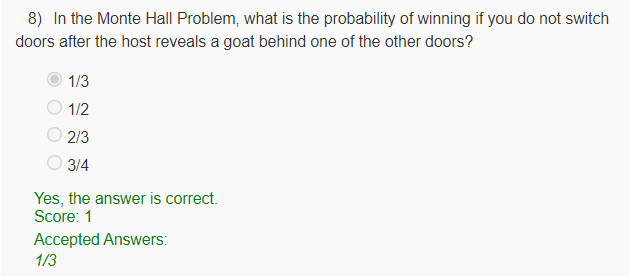 8) In the Monte Hall Problem, what is the probability of winning if you do not switch
doors after the host reveals a goat behind one of the other doors?
1/3
1/2
2/3
3/4
Yes, the answer is correct.
Score: 1
Accepted Answers:
1/3